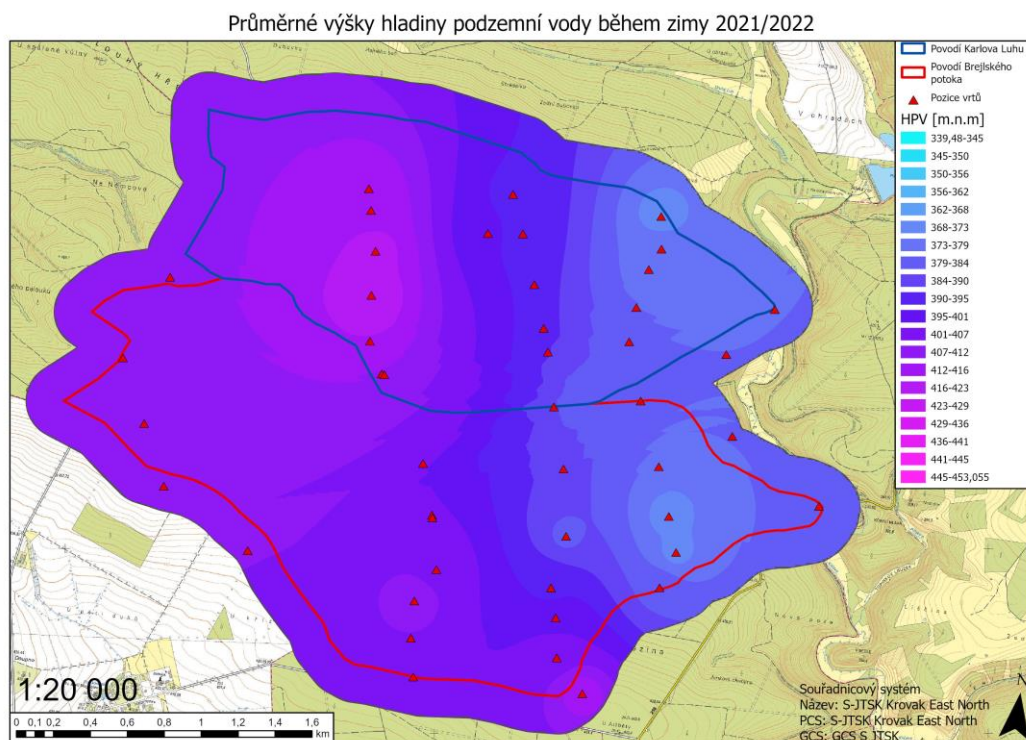 Průměrné výšky hladiny podzemní vody během zimy 2021/2022
Povodí Karlova Luhu
Povodí Brejlského
potoka
Pozice vrtů
HPV [m.n.m]
339,48-345
345-350
350-356
356-362
362-368
368-373
373-379
379-384
384-390
390-395
395-401
401-407
407-412
412-416
416-423
423-429
429-436
436-441
441-445
445-453,055
V ohradách
Na Němcově
1:20 000
0 0,1 0,2 0,4 0,6 0,8 1 1,2 1,4 1,6
km
Souřadnicový systém
Název: S-JTSK Krovak East North
PCS: S-JTSK Krovak East North
GCS: GCS S JTSK
N